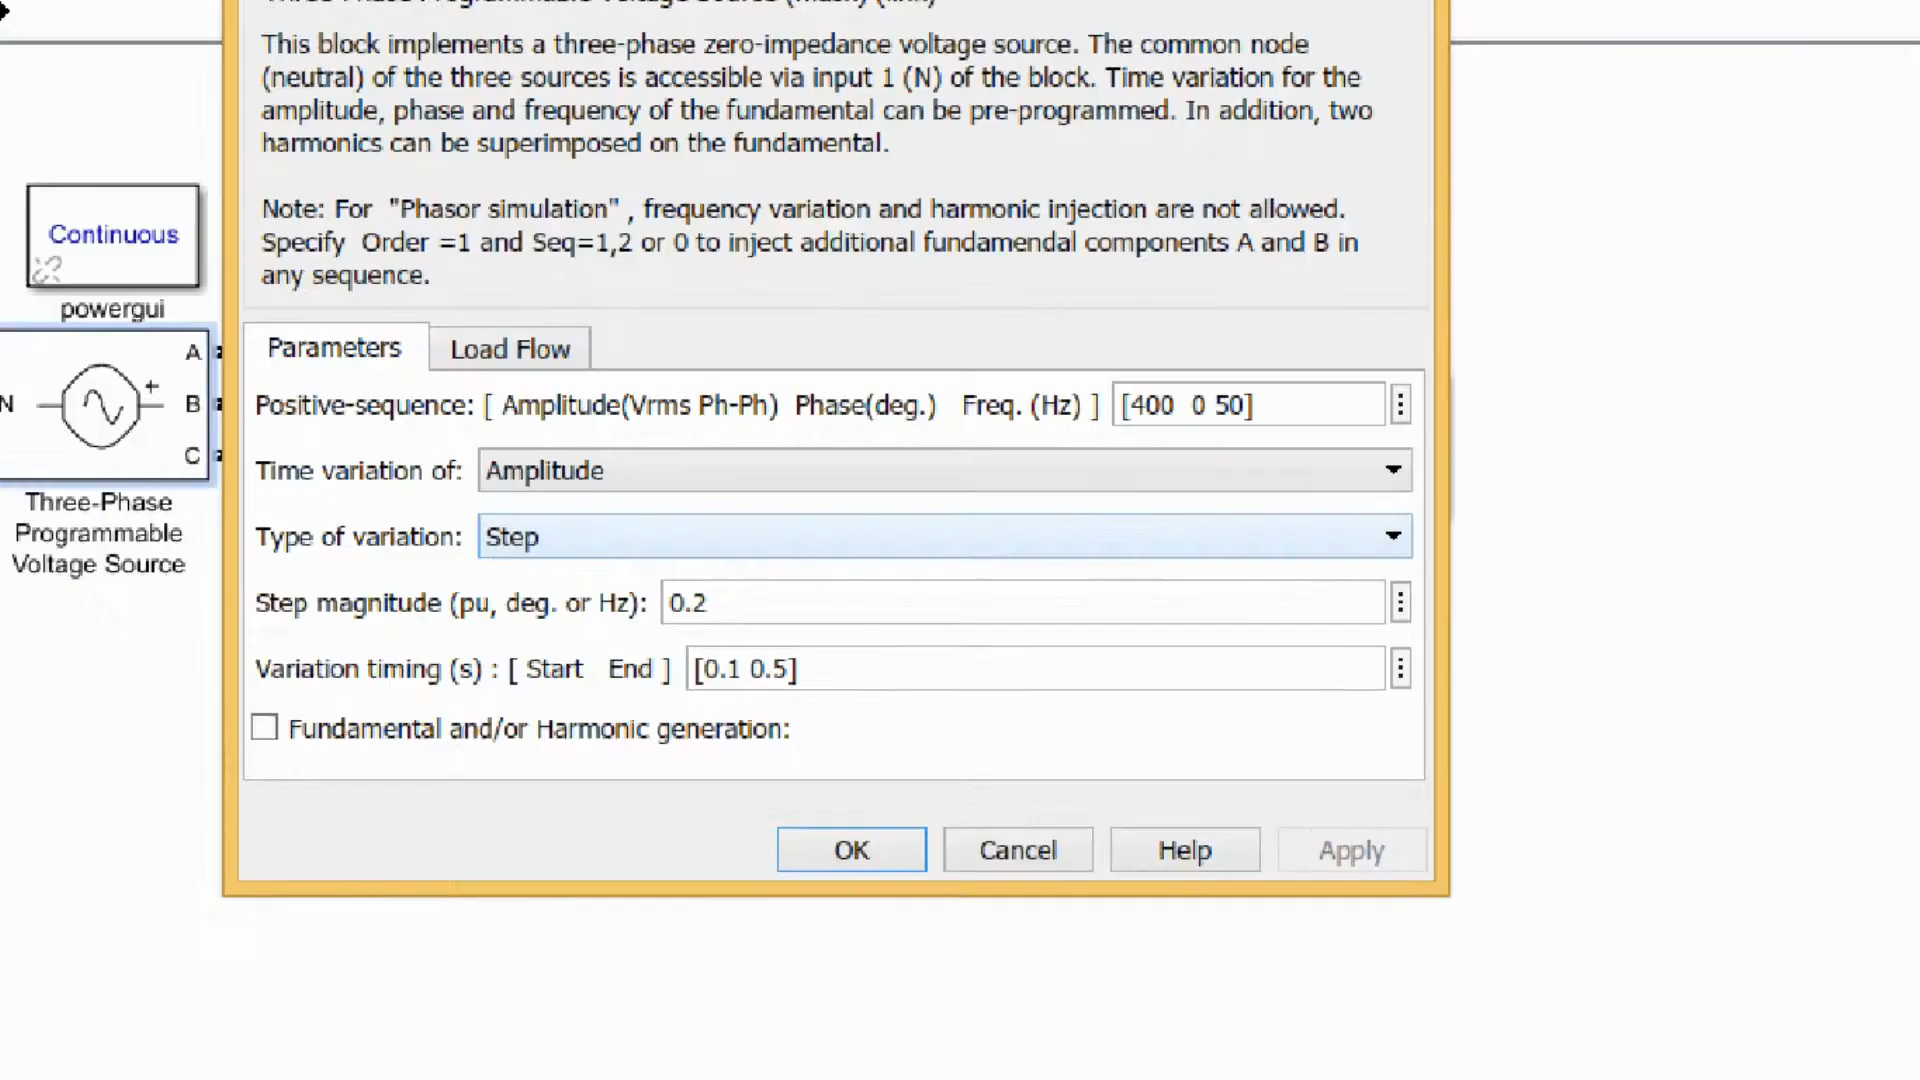 Three-Phase Programmable Voltage Source (mask) (link)
This block implements a three-phase zero-impedance voltage source. The common node
(neutral) of the three sources is accessible via input 1 (N) of the block. Time variation for the
amplitude, phase and frequency of the fundamental can be pre-programmed. In addition, two
harmonics can be superimposed on the fundamental.
Note: For "Phasor simulation" , frequency variation and harmonic injection are not allowed.
Specify Order =1 and Seq=1,2 or 0 to inject additional fundamendal components A and B in
any sequence.
Continuous
powergui
N
A
B
C
+
Three-Phase
Programmable
Voltage Source
Parameters
Load Flow
Positive-sequence: [ Amplitude(Vrms Ph-Ph) Phase(deg.) Freq. (Hz) ] [400 0 50]
Time variation of: Amplitude
Type of variation: Step
Step magnitude (pu, deg. or Hz): 0.2
Variation timing (s) : [ Start End ] [0.1 0.5]
Fundamental and/or Harmonic generation:
OK Cancel Help Apply